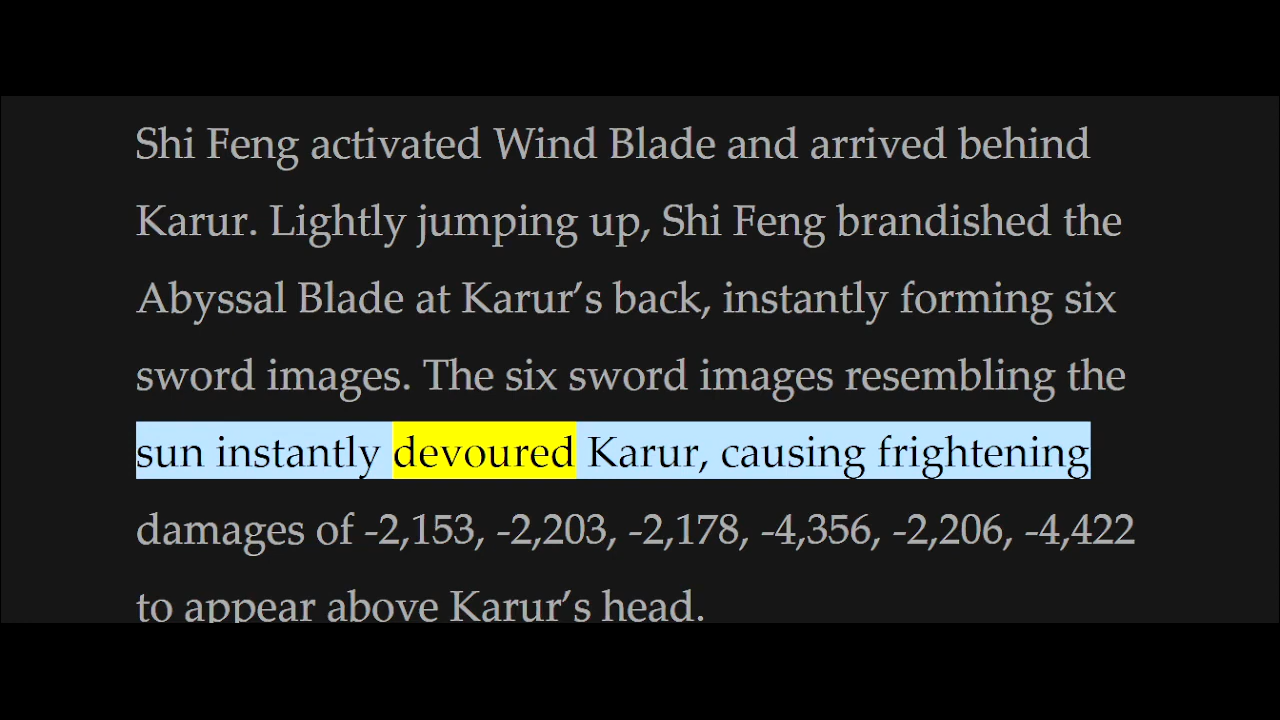 Shi Feng activated Wind Blade and arrived behind
Karur. Lightly jumping up, Shi Feng brandished the
Abyssal Blade at Karur’s back, instantly forming six
sword images. The six sword images resembling the
sun instantly devoured Karur, causing frightening
damages of -2,153, -2,203, -2,178, -4,356, -2,206, -4,422
to appear above Karur’s head.